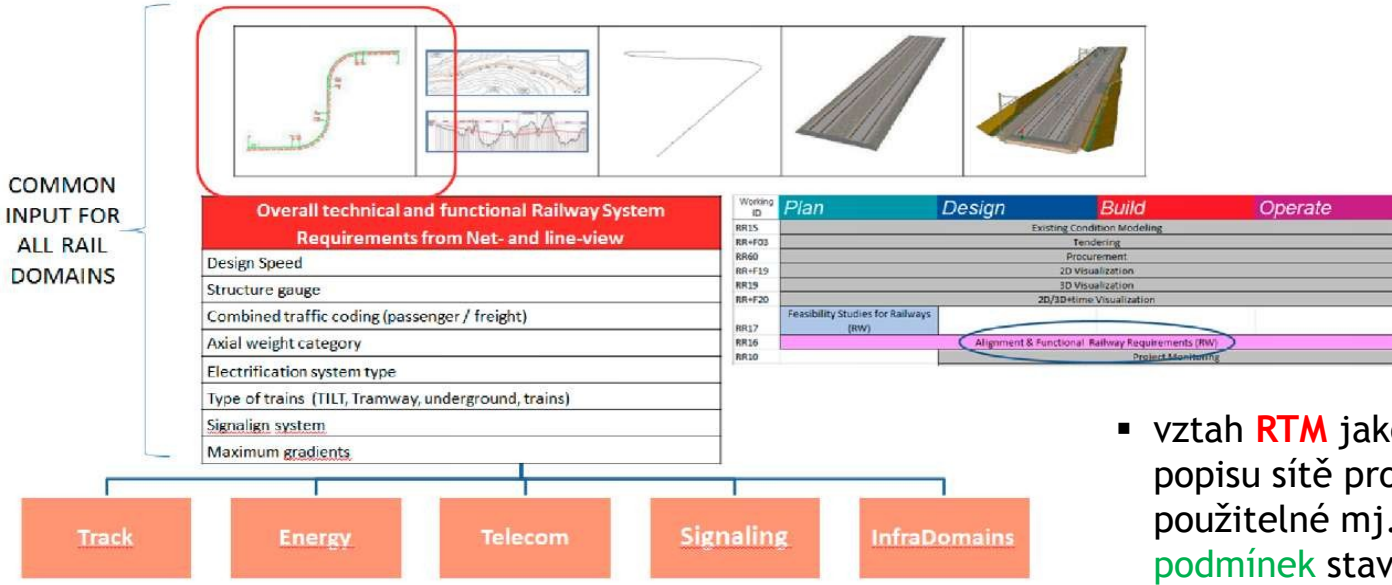 COMMON
INPUT FOR
ALL RAIL
DOMAINS
Overall technical and functional Railway System
Requirements from Net- and line-view
Design Speed
Structure gauge
Combined traffic coding (passenger / freight)
Axial weight category
Electrification system type
Type of trains (TILT, Tramway, underground, trains)
Signalign system
Maximum gradients
Working
ID
Plan
Design
Build
Operate
RR15
Existing Condition Modeling
RR+F03
Tendering
RR60
Procurement
RR+F19
2D Visualization
RR19
3D Visualization
RR+F20
2D/3D+time Visualization
Feasibility Studies for Railways
RR17
(RW)
RR16
Alignment & Functional Railway Requirements (RW)
RR10
Project Monitoring
Track
Energy
Telecom
Signaling
InfraDomains
▪ vztah RTM
popisu sítě
použitelné mj.
podmínek